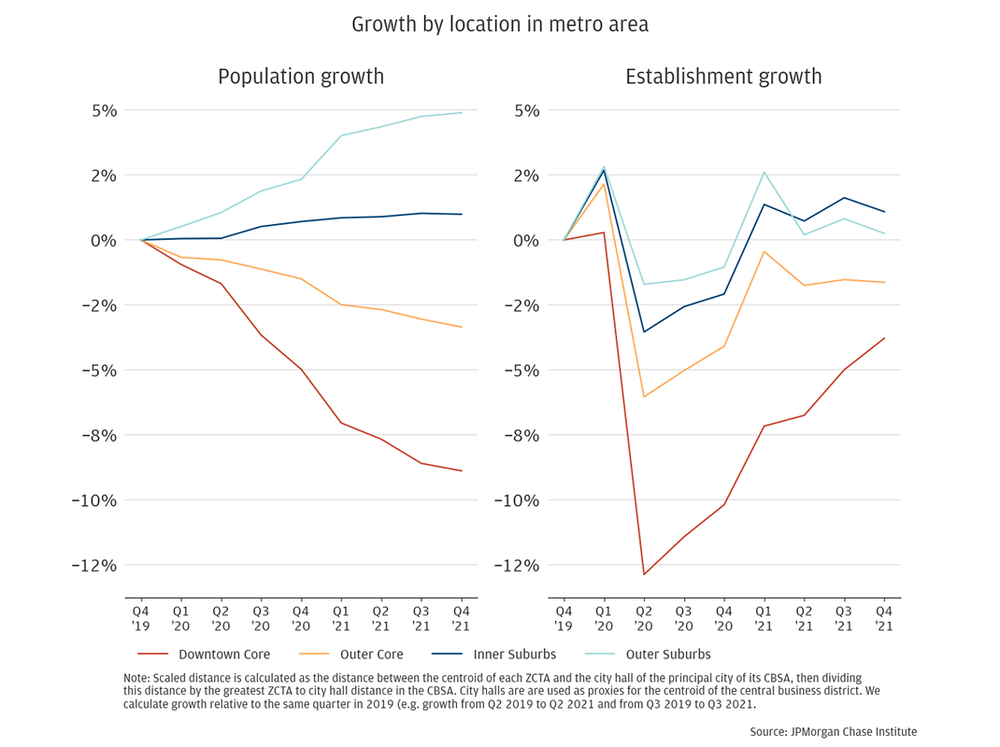 Growth by location in metro area
Population growth
5%
2%
0%
−2%
−5%
−8%
−10%
−12%
Q4 Q1 Q2 Q3 Q4 Q1 Q2 Q3 Q4
'19 '20 '20 '20 '20 '21 '21 '21 '21
Establishment growth
5%
2%
0%
−2%
−5%
−8%
−10%
−12%
Q4 Q1 Q2 Q3 Q4 Q1 Q2 Q3 Q4
'19 '20 '20 '20 '20 '21 '21 '21 '21
Downtown Core Outer Core Inner Suburbs Outer Suburbs
Note: Scaled distance is calculated as the distance between the centroid of each ZCTA and the city hall of the principal city of its CBSA, then dividing
this distance by the greatest ZCTA to city hall distance in the CBSA. City halls are are used as proxies for the centroid of the central business district. We
calculate growth relative to the same quarter in 2019 (e.g. growth from Q2 2019 to Q2 2021 and from Q3 2019 to Q3 2021.
Source: JPMorgan Chase Institute